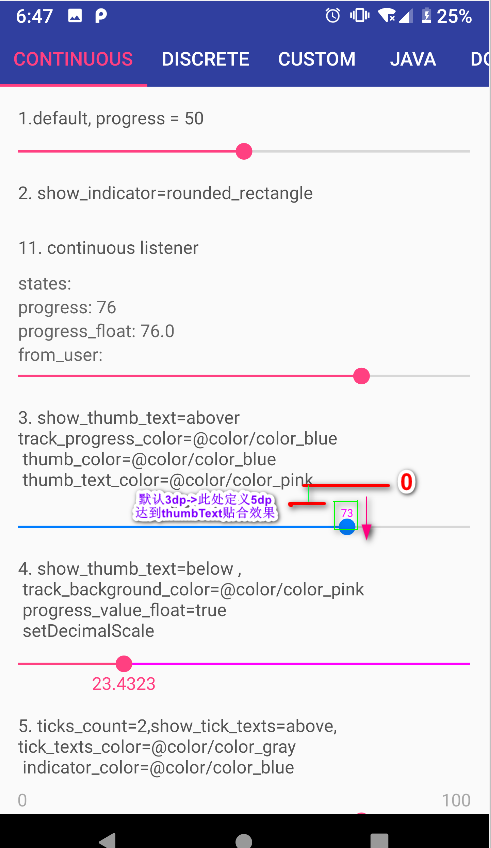 6:47
25%
CONTINUOUS DISCRETE CUSTOM JAVA DO
1.default, progress = 50
2. show_indicator=rounded_rectangle
11. continuous listener
states:
progress: 76
progress_float: 76.0
from_user:
3. show_thumb_text=abover
track_progress_color=@color/color_blue
thumb_color=@color/color_blue
thumb_text_color=@color/color_pink
0
默认3dp->此处定义5dp
达到thumbText贴合效果
73
4. show_thumb_text=below ,
track_background_color=@color/color_pink
progress_value_float=true
setDecimalScale
23.4323
5. ticks_count=2,show_tick_texts=above,
tick_texts_color=@color/color_gray
indicator_color=@color/color_blue
0 100